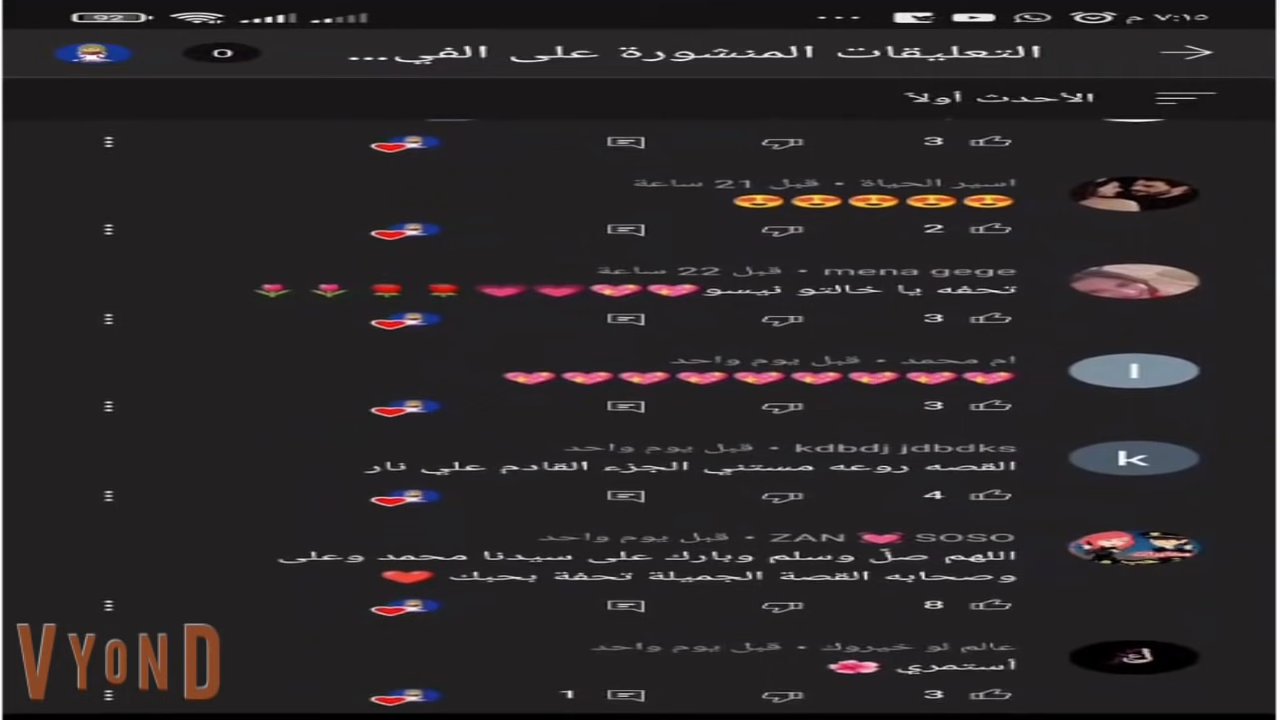 92
٧:١٥ م
التعليقات المنشورة على الفي...
0
الأحدث أولاً
3
اسير الحياة • قبل 21 ساعة
😍😍😍😍😍
2
mena gege • قبل 22 ساعة
تحفه يا خالتو نيسو💖💖💗💗🌹🌹🌷🌷
3
ا
ام محمد • قبل يوم واحد
💖💖💖💖💖💖💖💖💖
3
k
kdbdj jdbdks • قبل يوم واحد
القصه روعه مستني الجزء القادم علي نار
4
ZAN 💓 SOSO • قبل يوم واحد
اللهم صلّ وسلم وبارك على سيدنا محمد وعلى
وصحابه القصة الجميلة تحفة بحبك ❤️
8
ك
عالم لو خيروك • قبل يوم واحد
أستمري 🌸
3
1
VYOND